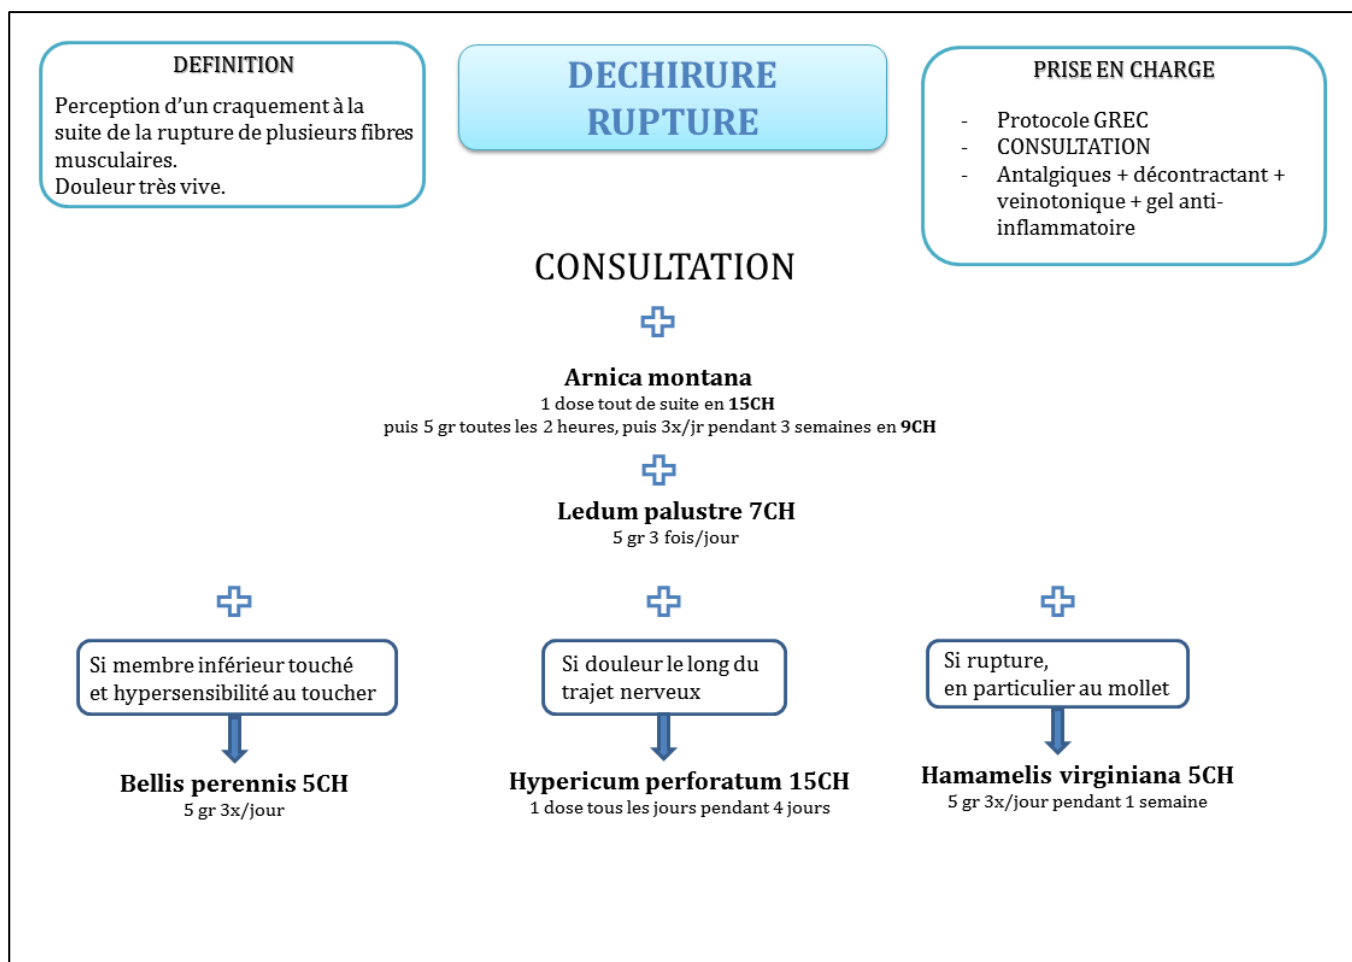 DEFINITION
Perception d'un craquement à la
suite de la rupture de plusieurs fibres
musculaires.
Douleur très vive.
DECHIRURE
RUPTURE
PRISE EN CHARGE
- Protocole GREC
- CONSULTATION
- Antalgiques + décontractant +
veinotonique + gel anti-
inflammatoire
CONSULTATION
Arnica montana
1 dose tout de suite en 15CH
puis 5 gr toutes les 2 heures, puis 3x/jr pendant 3 semaines en 9CH
Ledum palustre 7CH
5 gr 3 fois/jour
Si membre inférieur touché
et hypersensibilité au toucher
Bellis perennis 5CH
5 gr 3x/jour
Si douleur le long du
trajet nerveux
Hypericum perforatum 15CH
1 dose tous les jours pendant 4 jours
Si rupture,
en particulier au mollet
Hamamelis virginiana 5CH
5 gr 3x/jour pendant 1 semaine